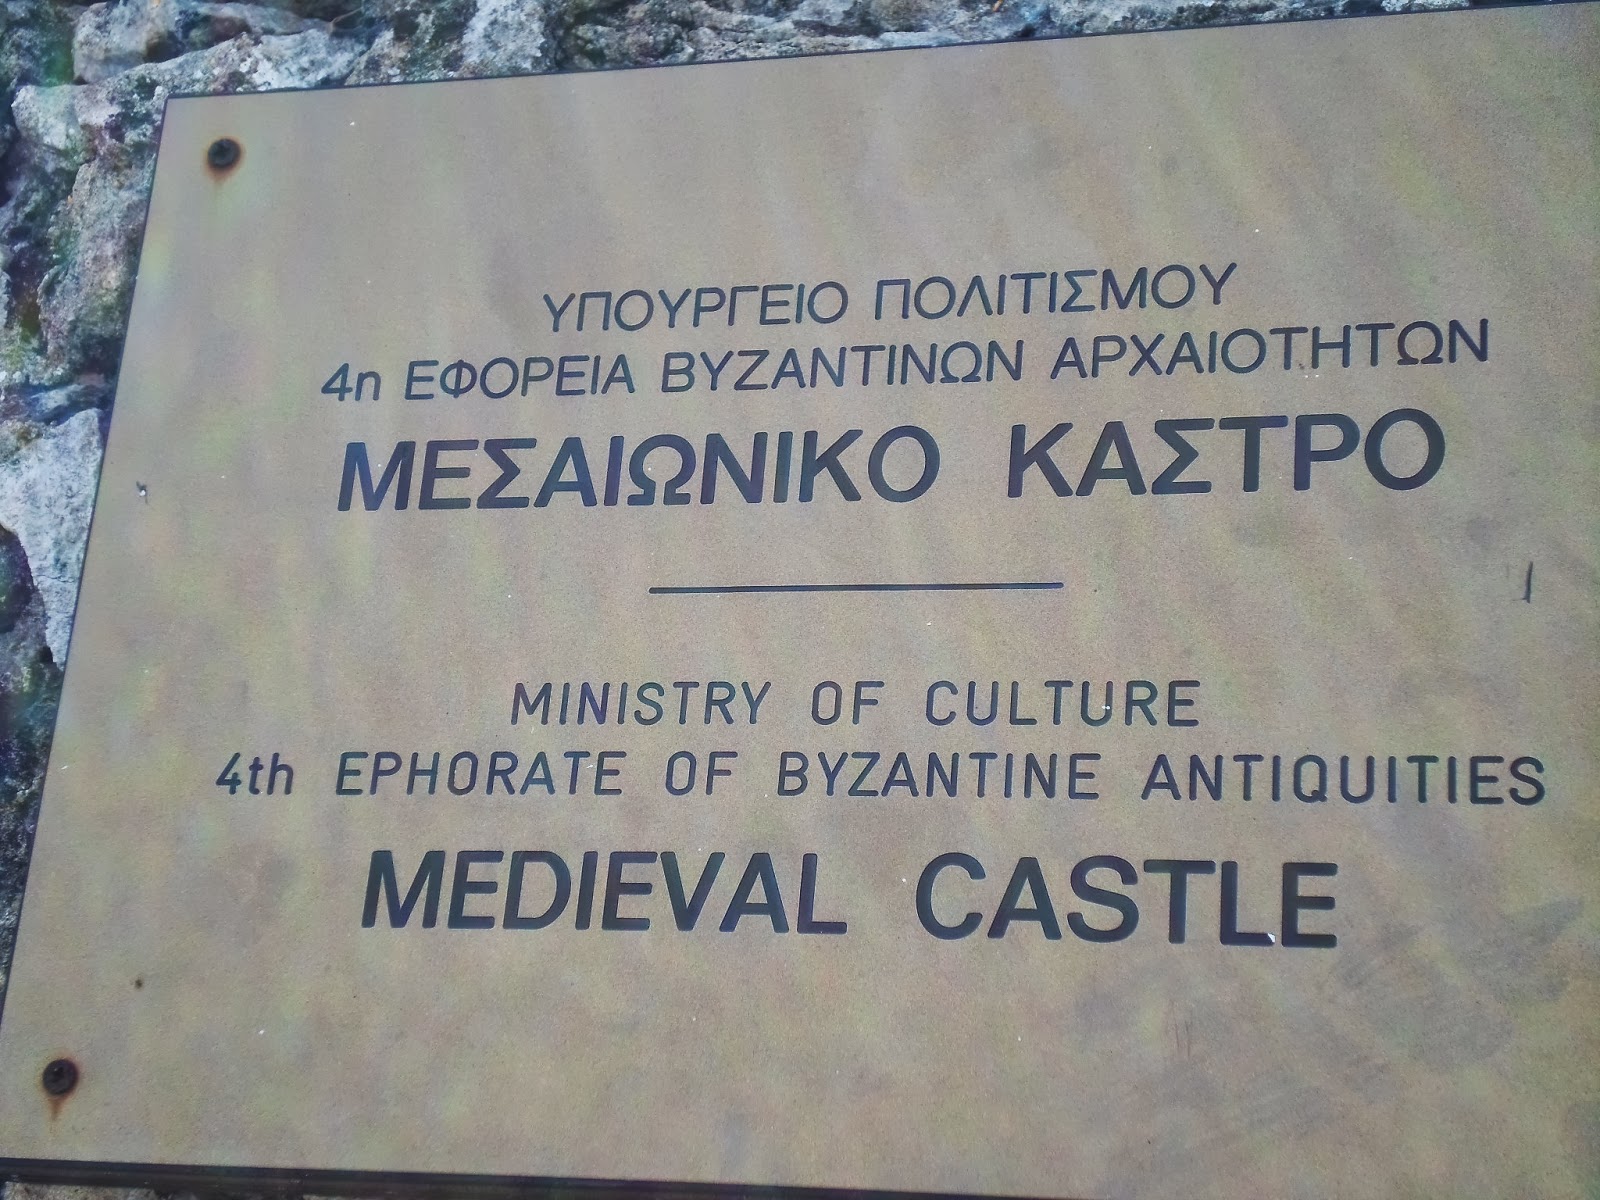 ΥΠΟΥΡΓΕΙΟ ΠΟΛΙΤΙΣΜΟΥ
4η ΕΦΟΡΕΙΑ ΒΥΖΑΝΤΙΝΩΝ ΑΡΧΑΙΟΤΗΤΩΝ
ΜΕΣΑΙΩΝΙΚΟ ΚΑΣΤΡΟ
MINISTRY OF CULTURE
4th EPHORATE OF BYZANTINE ANTIQUITIES
MEDIEVAL CASTLE